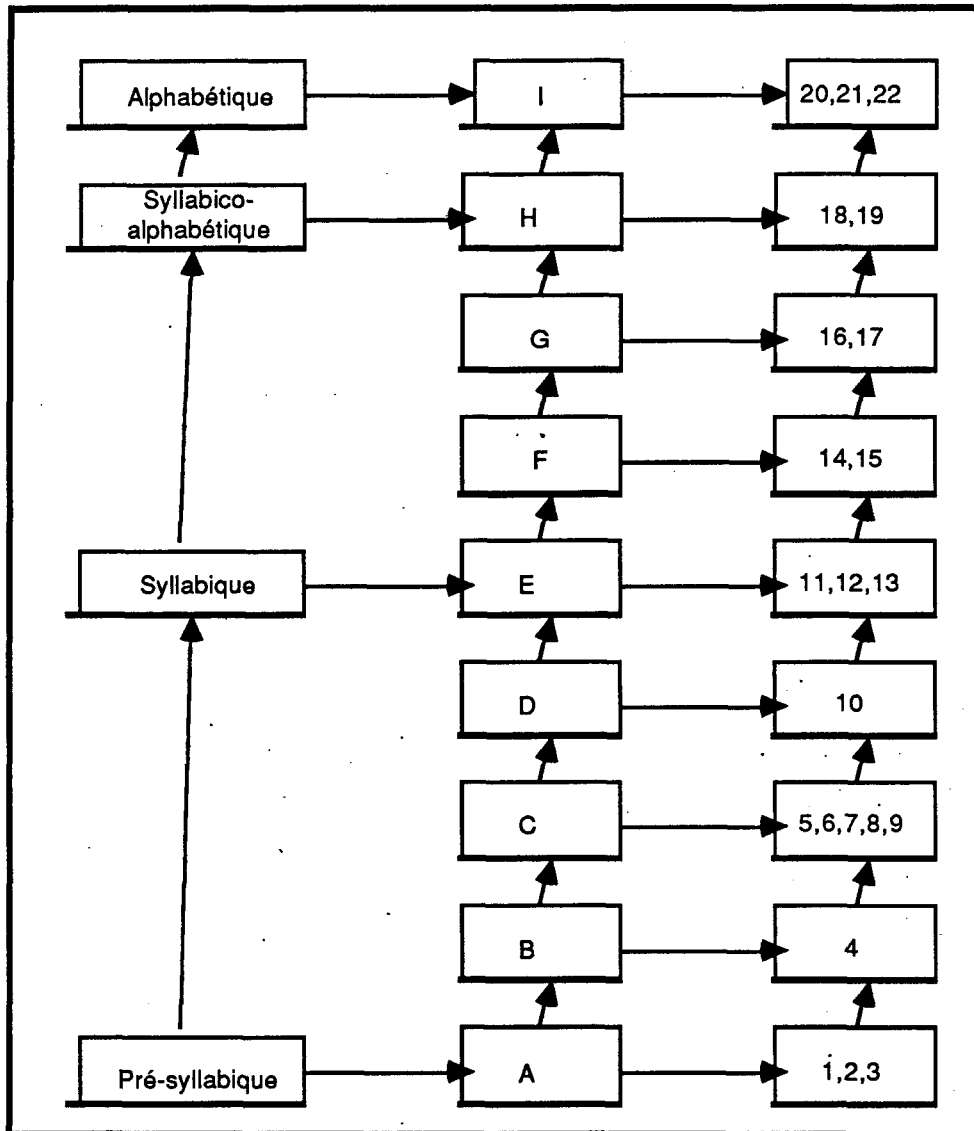 Alphabétique
I
20,21,22
Syllabico-
alphabétique
H
18,19
G
16,17
F
14,15
Syllabique
E
11,12,13
D
10
C
5,6,7,8,9
B
4
Pré-syllabique
A
1,2,3